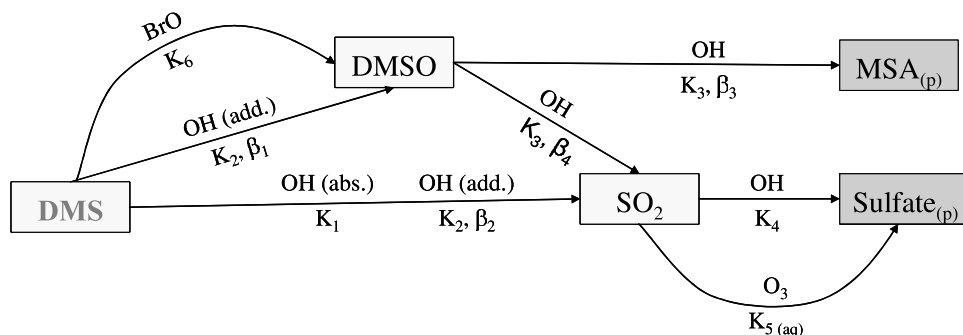 BrO
K₆
DMSO
OH
K₃, β₃
MSA₍ₚ₎
OH (add.)
K₂, β₁
OH
K₃, β₄
DMS
OH (abs.)
K₁
OH (add.)
K₂, β₂
SO₂
OH
K₄
Sulfate₍ₚ₎
O₃
K₅ ₍aq₎